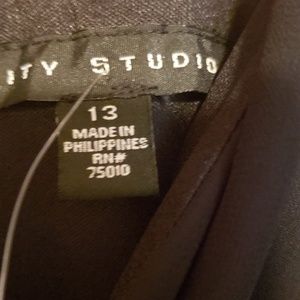 ITY STUDIO
13
MADE IN
PHILIPPINES
RN#
75010